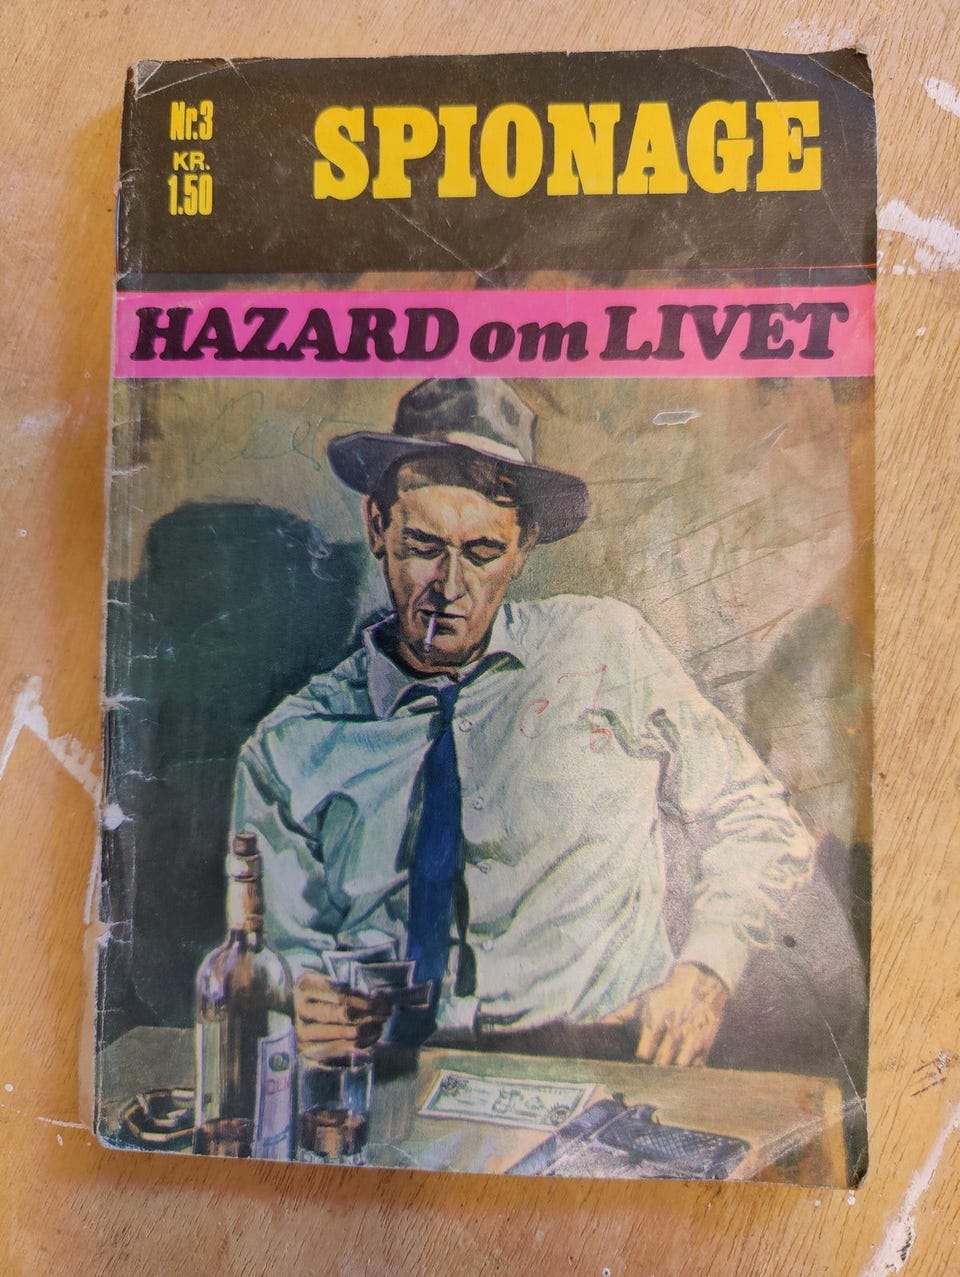 Nr.3
KR.
1.50
SPIONAGE
HAZARD om LIVET